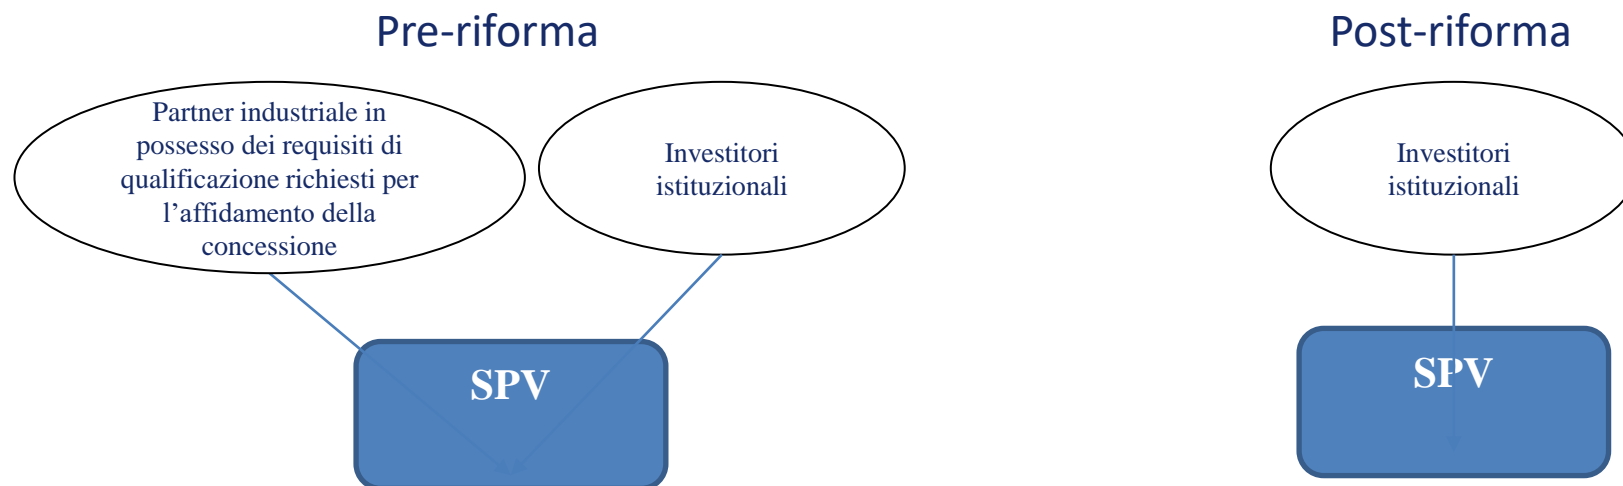 Pre-riforma
Post-riforma
Partner industriale in
possesso dei requisiti di
qualificazione richiesti per
l’affidamento della
concessione
Investitori
istituzionali
Investitori
istituzionali
SPV
SPV